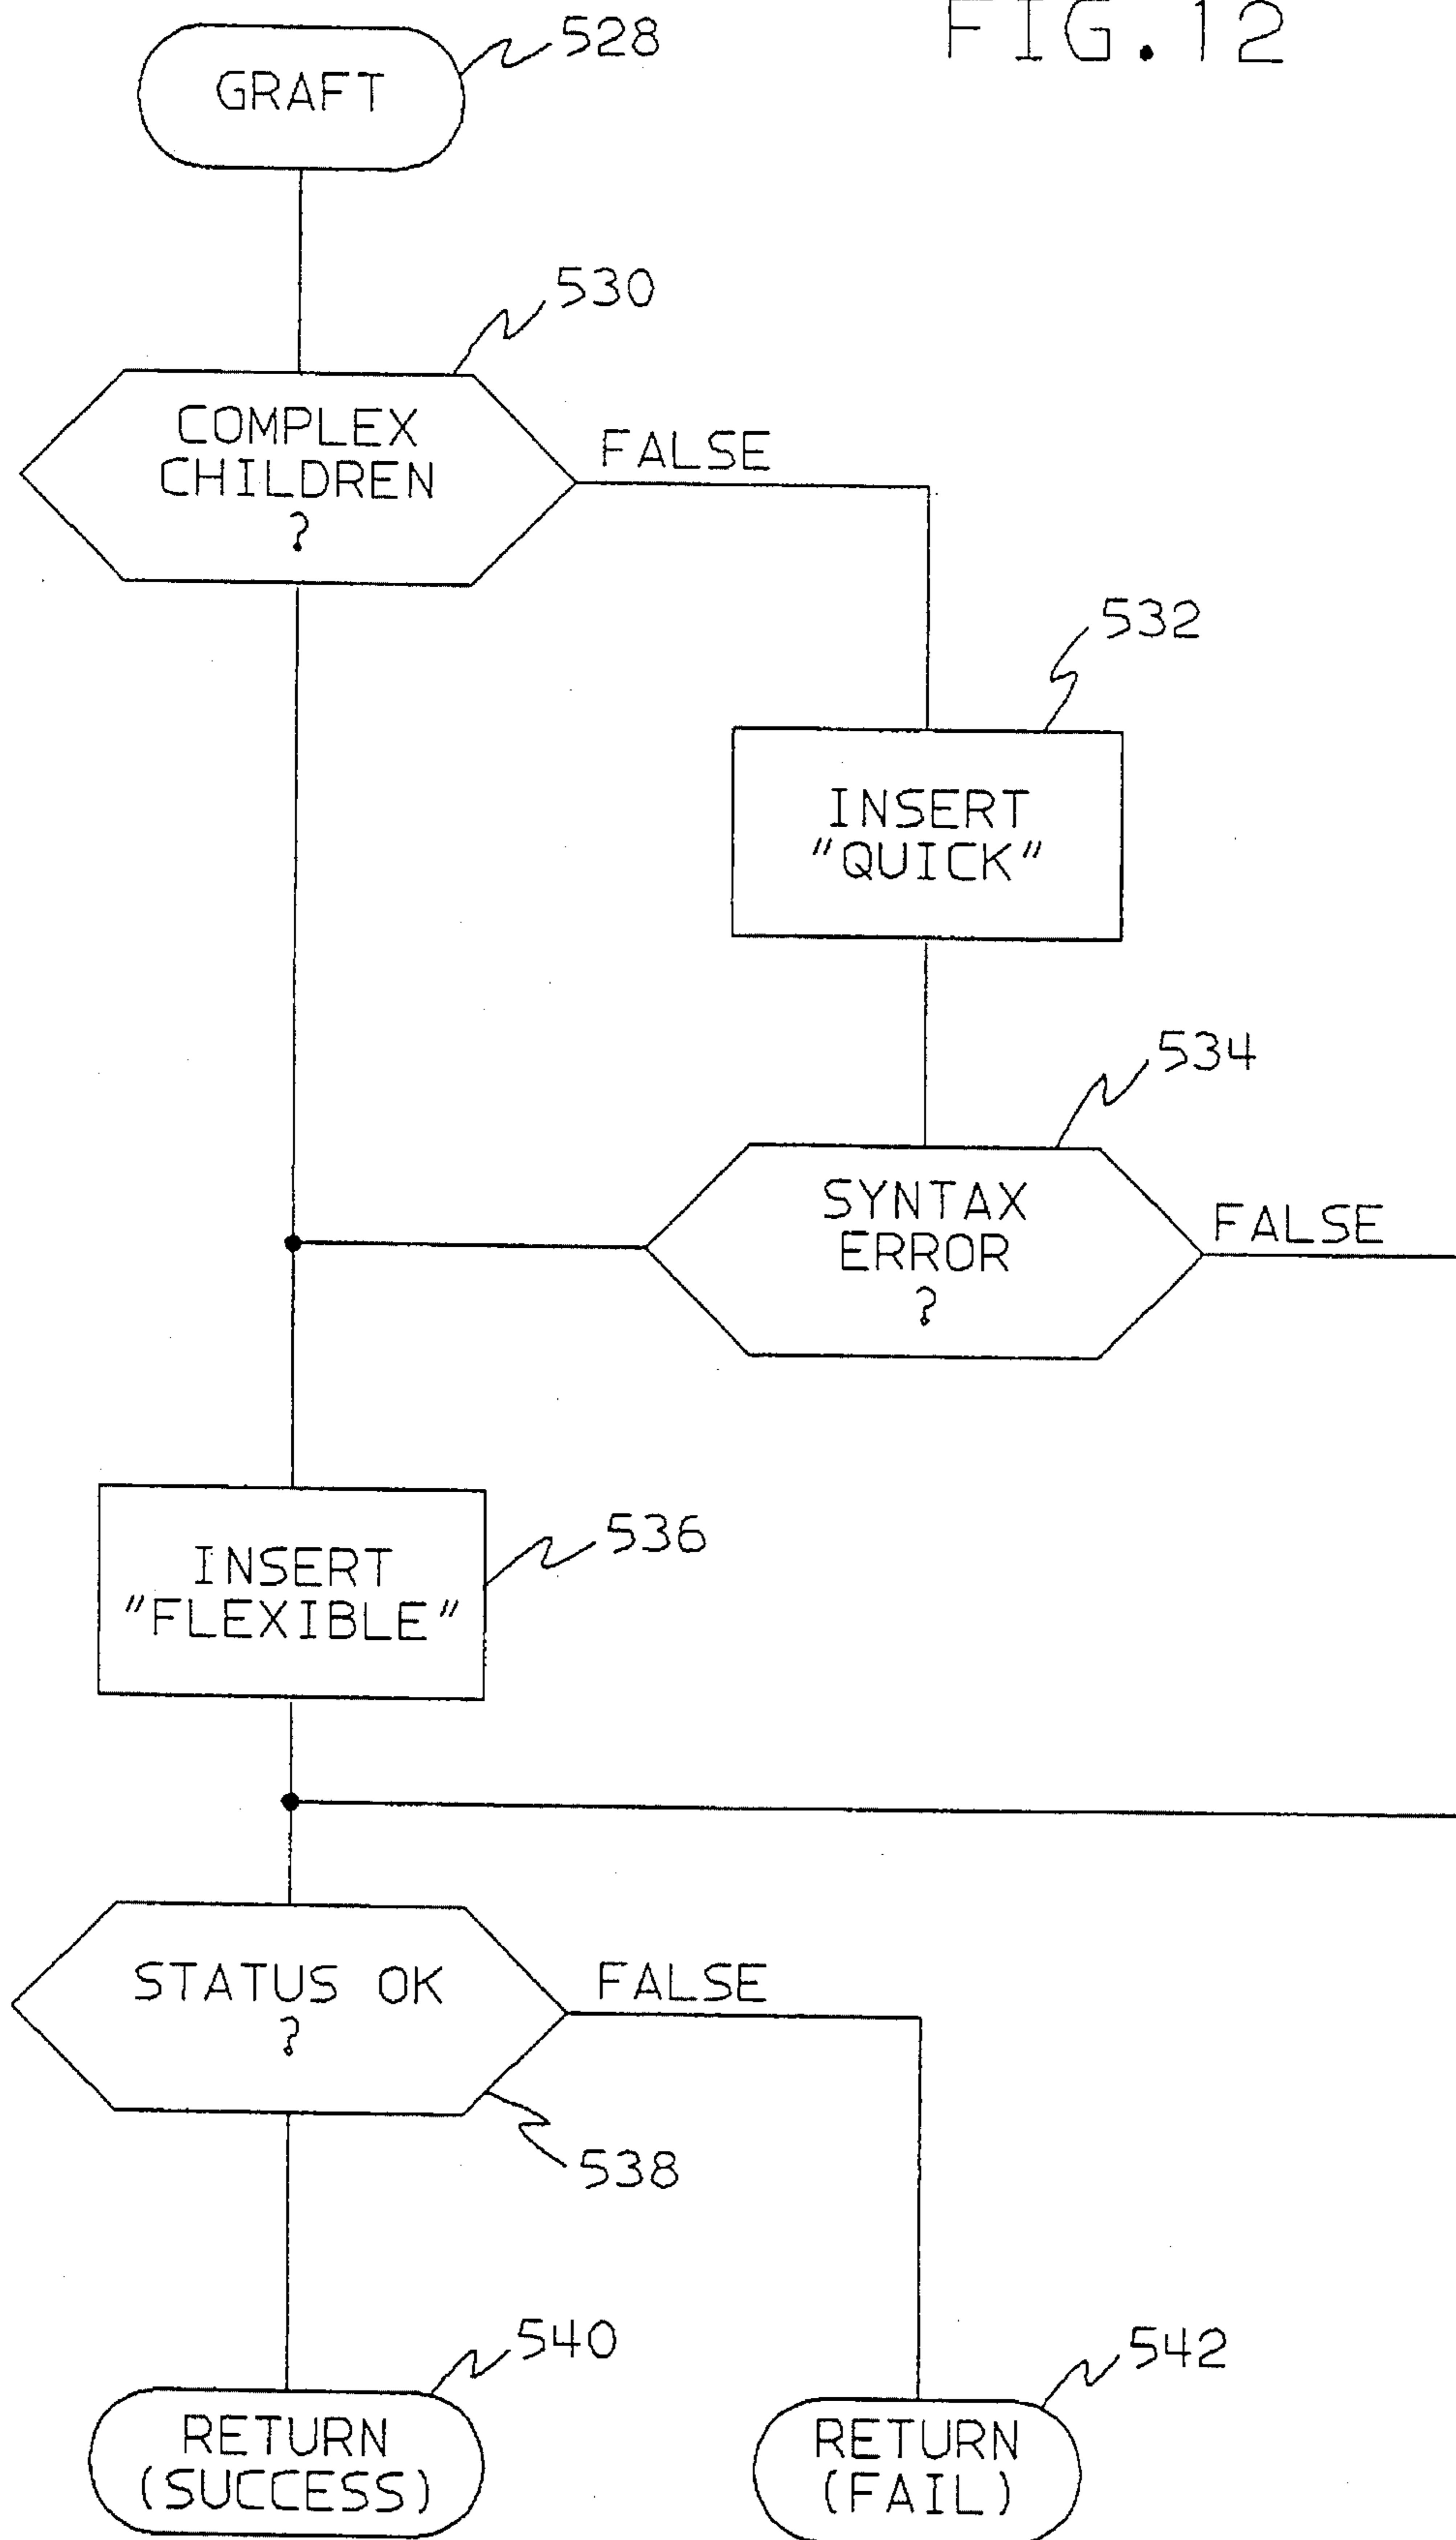 FIG.12
GRAFT
528
530
COMPLEX
CHILDREN
?
FALSE
532
INSERT
"QUICK"
534
SYNTAX
ERROR
?
FALSE
536
INSERT
"FLEXIBLE"
STATUS OK
?
FALSE
538
540
RETURN
(SUCCESS)
542
RETURN
(FAIL)